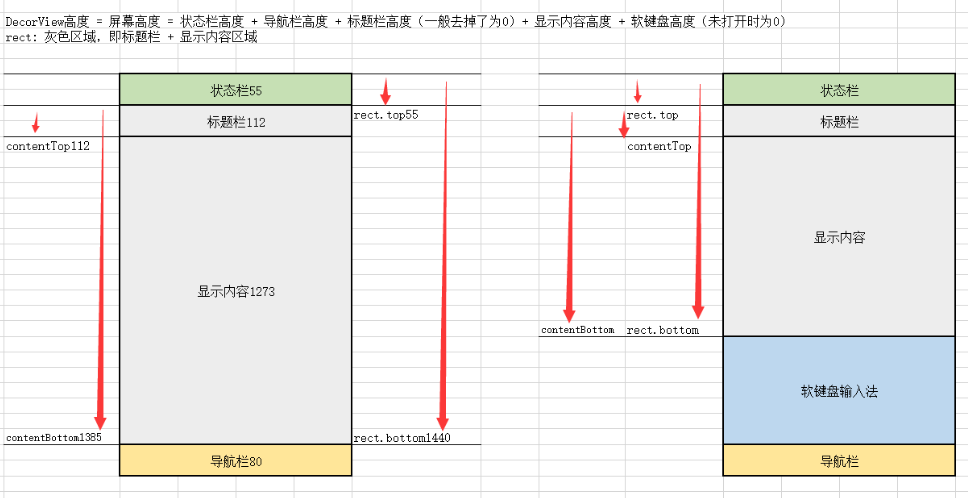 DecorView高度 = 屏幕高度 = 状态栏高度 + 导航栏高度 + 标题栏高度（一般去掉了为0）+ 显示内容高度 + 软键盘高度（未打开时为0）
rect: 灰色区域，即标题栏 + 显示内容区域
状态栏55
rect.top55
标题栏112
contentTop112
显示内容1273
contentBottom1385
rect.bottom1440
导航栏80
状态栏
rect.top
标题栏
contentTop
显示内容
contentBottom
rect.bottom
软键盘输入法
导航栏